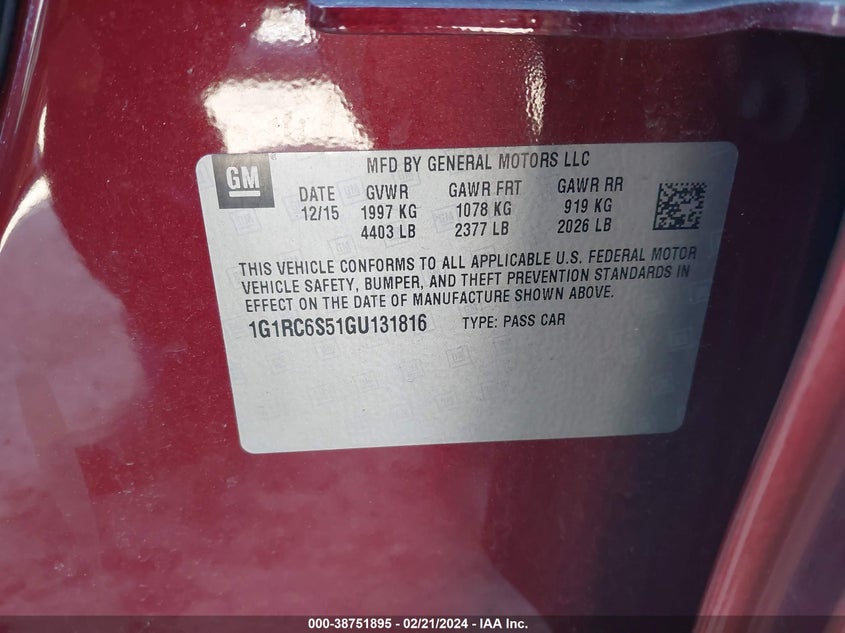 GM
MFD BY GENERAL MOTORS LLC
DATE GVWR GAWR FRT GAWR RR
12/15 1997 KG 1078 KG 919 KG
4403 LB 2377 LB 2026 LB
THIS VEHICLE CONFORMS TO ALL APPLICABLE U.S. FEDERAL MOTOR
VEHICLE SAFETY, BUMPER, AND THEFT PREVENTION STANDARDS IN
EFFECT ON THE DATE OF MANUFACTURE SHOWN ABOVE.
1G1RC6S51GU131816 TYPE: PASS CAR
000-38751895 - 02/21/2024 - IAA Inc.